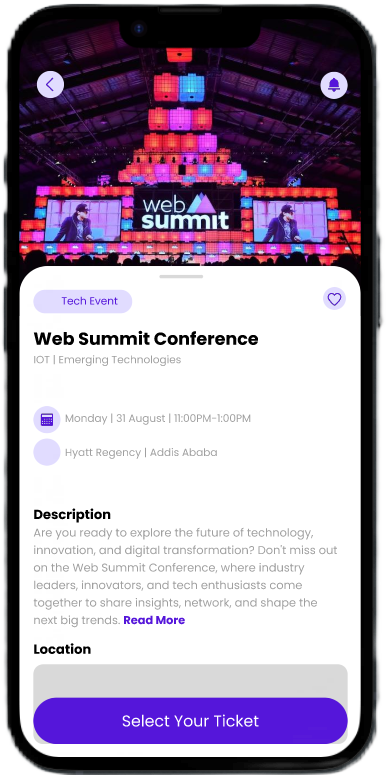 web
summit
Tech Event
Web Summit Conference
IOT | Emerging Technologies
Monday | 31 August | 11:00PM-1:00PM
Hyatt Regency | Addis Ababa
Description
Are you ready to explore the future of technology,
innovation, and digital transformation? Don't miss out
on the Web Summit Conference, where industry
leaders, innovators, and tech enthusiasts come
together to share insights, network, and shape the
next big trends. Read More
Location
Select Your Ticket